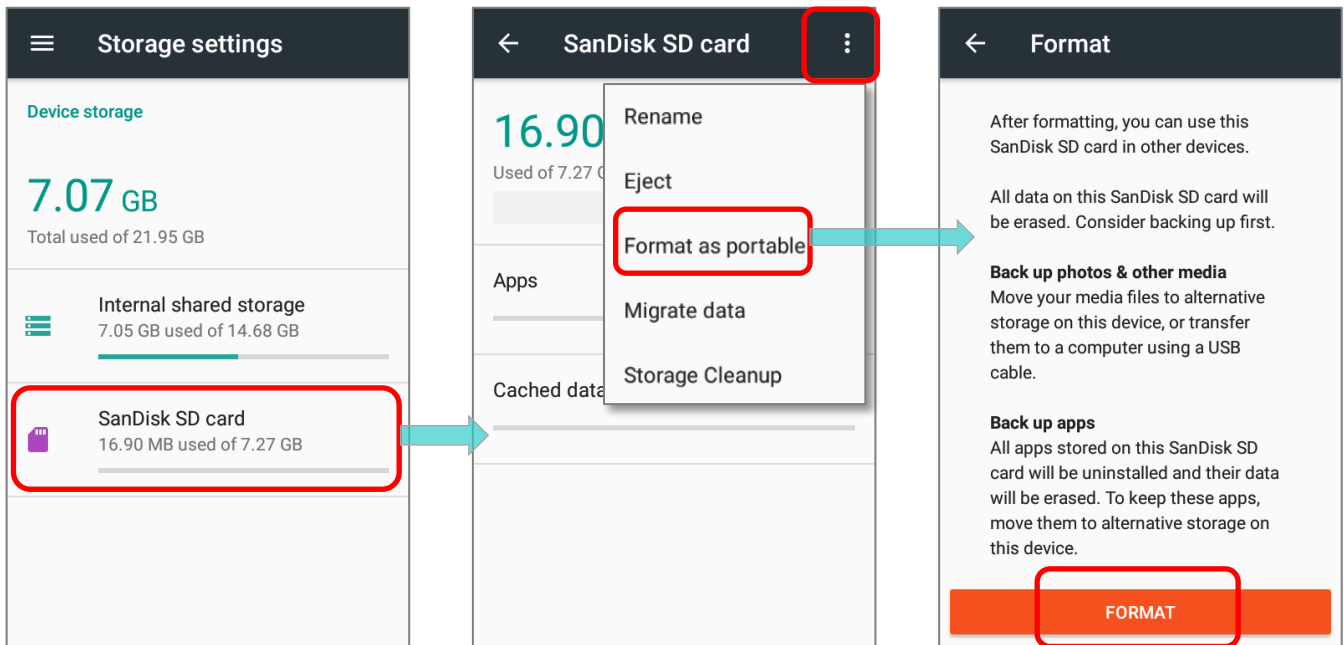 Storage settings
Device storage
7.07 GB
Total used of 21.95 GB
Internal shared storage
7.05 GB used of 14.68 GB
SanDisk SD card
16.90 MB used of 7.27 GB
SanDisk SD card
16.90
Used of 7.27
Apps
Cached data
Rename
Eject
Format as portable
Migrate data
Storage Cleanup
Format
After formatting, you can use this
SanDisk SD card in other devices.
All data on this SanDisk SD card will
be erased. Consider backing up first.
Back up photos & other media
Move your media files to alternative
storage on this device, or transfer
them to a computer using a USB
cable.
Back up apps
All apps stored on this SanDisk SD
card will be uninstalled and their data
will be erased. To keep these apps,
move them to alternative storage on
this device.
FORMAT